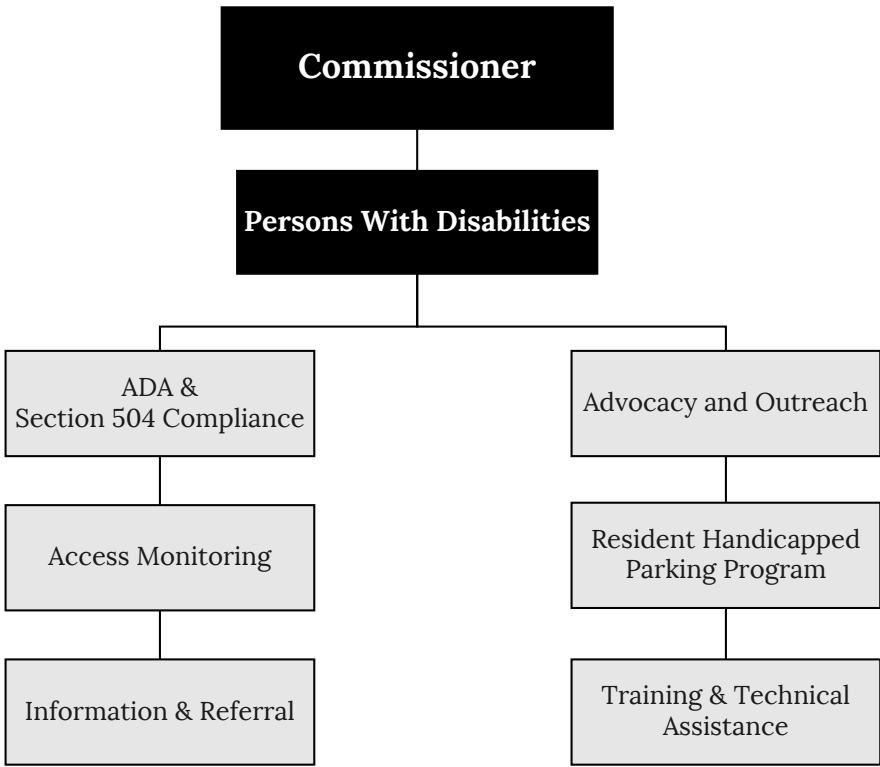 Commissioner
Persons With Disabilities
ADA &
Section 504 Compliance
Access Monitoring
Information & Referral
Advocacy and Outreach
Resident Handicapped
Parking Program
Training & Technical
Assistance